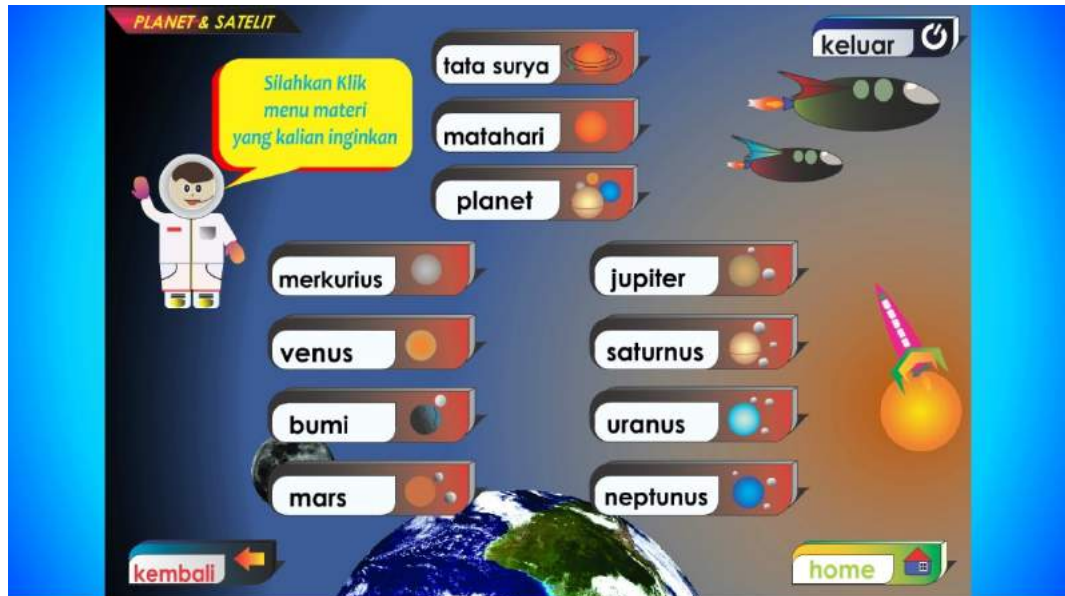 PLANET & SATELIT
keluar
Silahkan Klik
menu materi
yang kalian inginkan
tata surya
matahari
planet
merkurius
venus
bumi
mars
jupiter
saturnus
uranus
neptunus
kembali
home